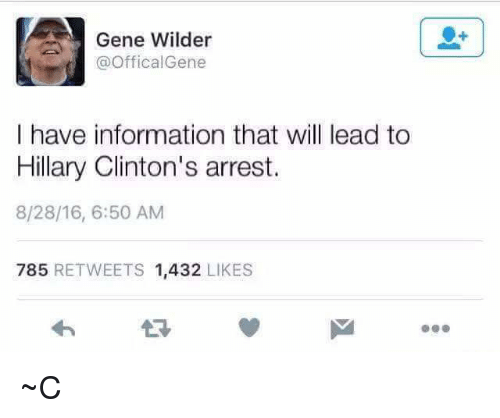 Gene Wilder
@OfficalGene
I have information that will lead to
Hillary Clinton's arrest.
8/28/16, 6:50 AM
785 RETWEETS 1,432 LIKES
~C